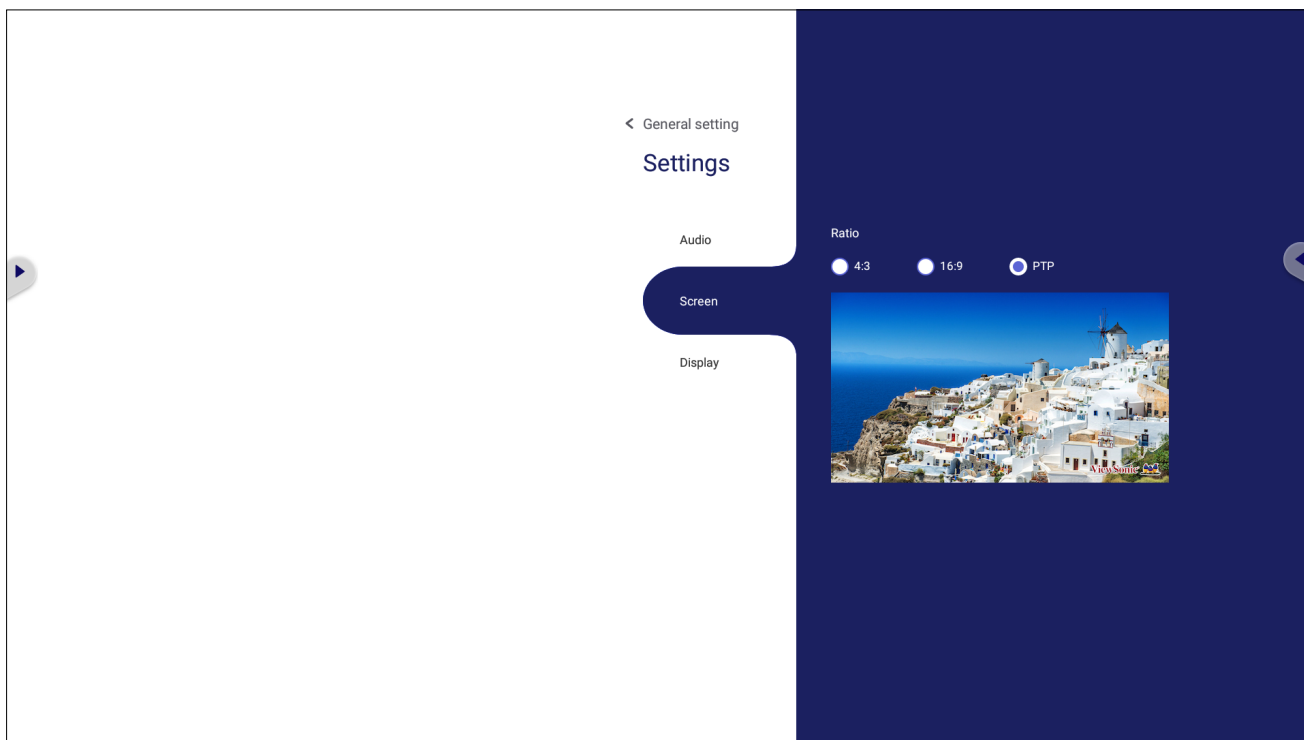 General setting
Settings
Audio
Screen
Display
Ratio
4:3 16:9 PTP
ViewSonic